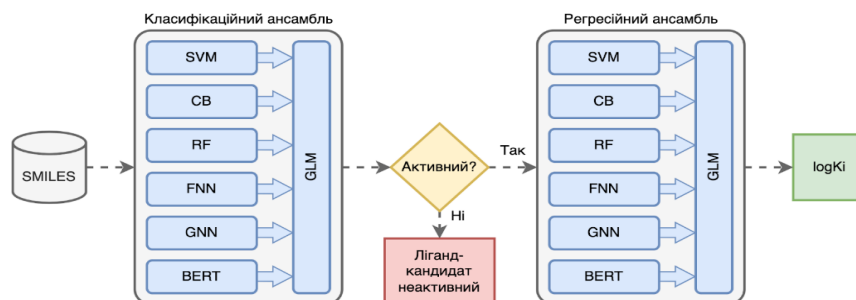 Класифікаційний ансамбль
Регресійний ансамбль
SMILES
SVM
CB
RF
FNN
GNN
BERT
GLM
Активний?
Так
Ні
Ліганд-
кандидат
неактивний
SVM
CB
RF
FNN
GNN
BERT
GLM
logKi